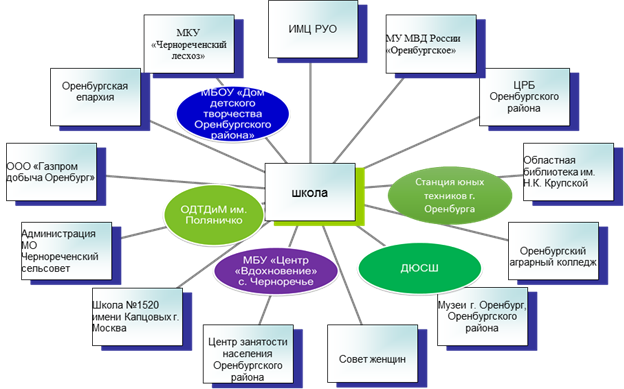 ИМЦ РУО
МКУ
«Чернореченский
лесхоз»
МУ МВД России
«Оренбургское»
Оренбургская
епархия
МБОУ «Дом
детского
творчества
Оренбургского
района»
ЦРБ
Оренбургского
района
ООО «Газпром
добыча Оренбург»
школа
Станция юных
техников г.
Оренбурга
Областная
библиотека им.
Н.К. Крупской
ОДТДиМ им.
Поляничко
Администрация
МО
Чернореченский
сельсовет
МБУ «Центр
«Вдохновение»
с. Черноречье
ДЮСШ
Оренбургский
аграрный колледж
Школа №1520
имени Капцовых г.
Москва
Музеи г. Оренбург,
Оренбургского
района
Центр занятости
населения
Оренбургского
района
Совет женщин